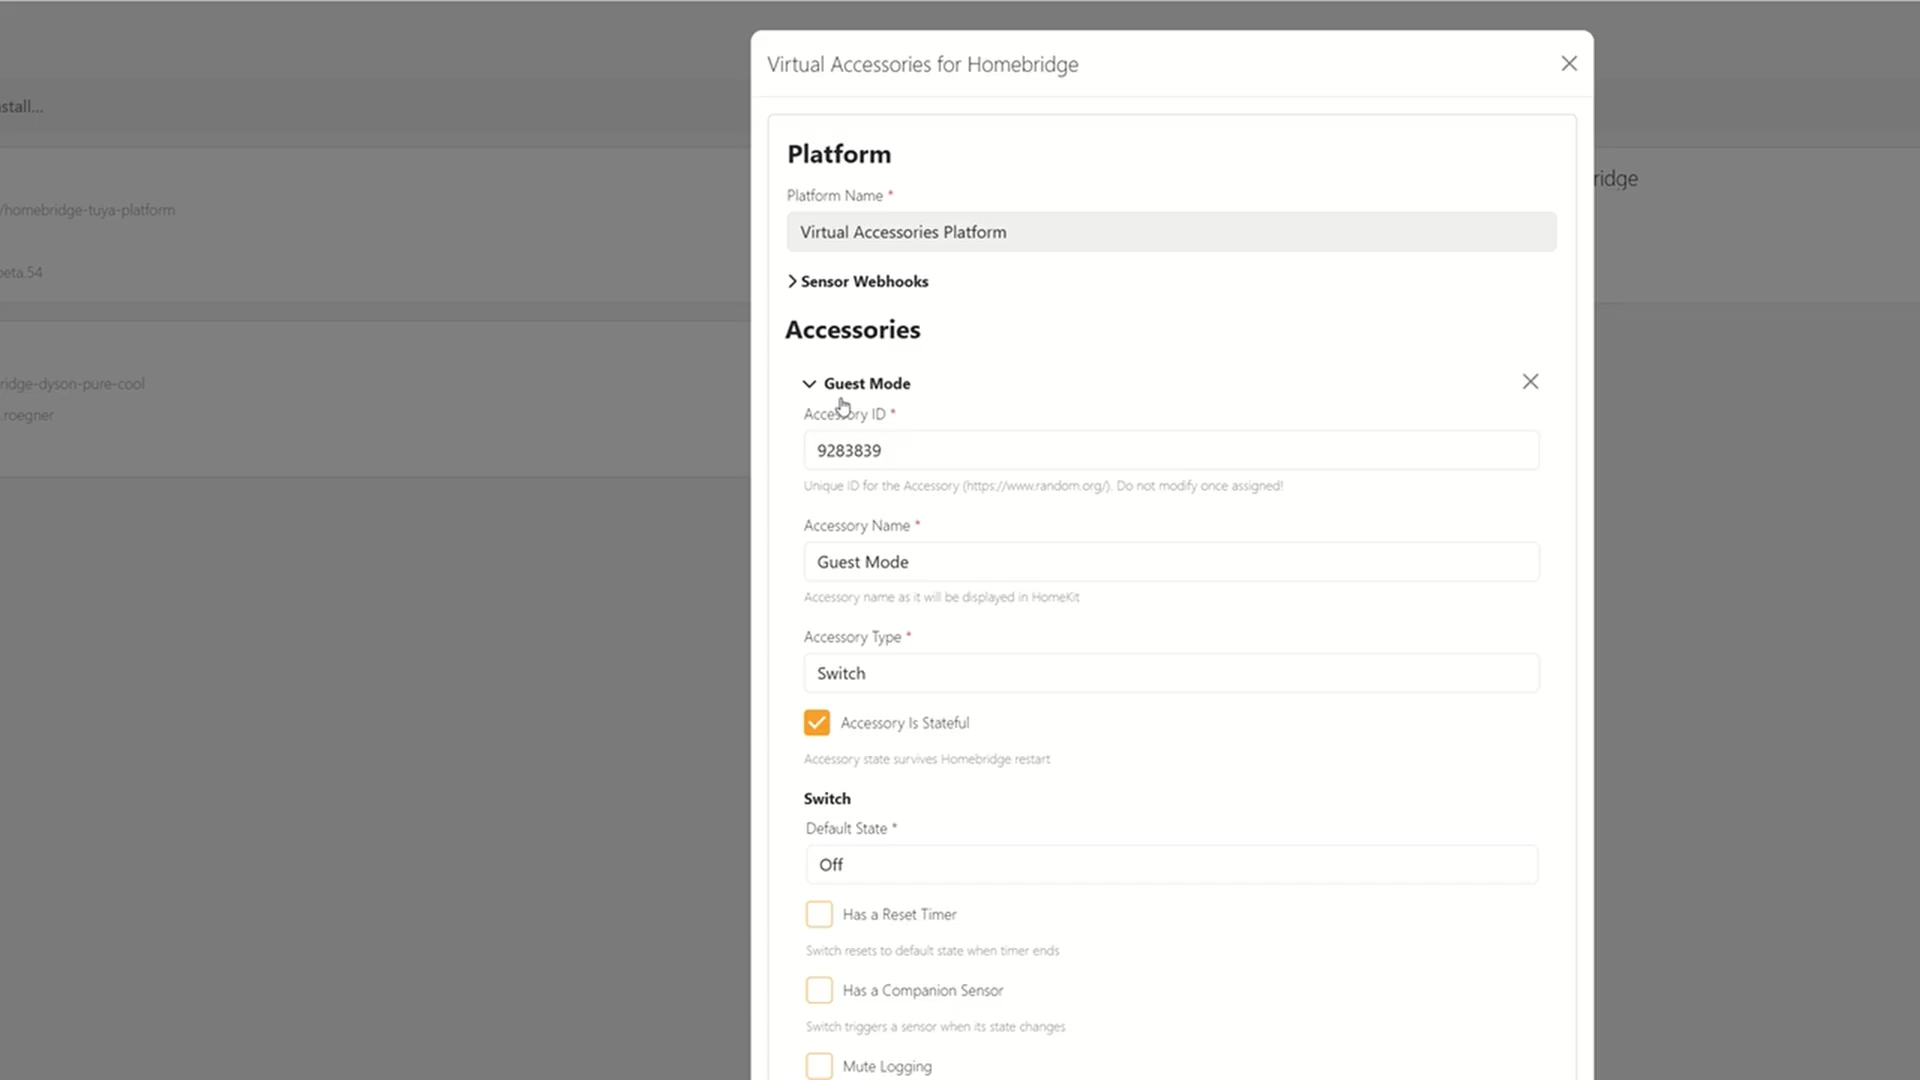 Virtual Accessories for Homebridge
stall...
Platform
ridge
Platform Name *
/homebridge-tuya-platform
Virtual Accessories Platform
beta.54
Sensor Webhooks
Accessories
Guest Mode
ridge-dyson-pure-cool
.roegner
Accessory ID *
9283839
Unique ID for the Accessory (https://www.random.org/). Do not modify once assigned!
Accessory Name *
Guest Mode
Accessory name as it will be displayed in HomeKit
Accessory Type *
Switch
Accessory Is Stateful
Accessory state survives Homebridge restart
Switch
Default State *
Off
Has a Reset Timer
Switch resets to default state when timer ends
Has a Companion Sensor
Switch triggers a sensor when its state changes
Mute Logging